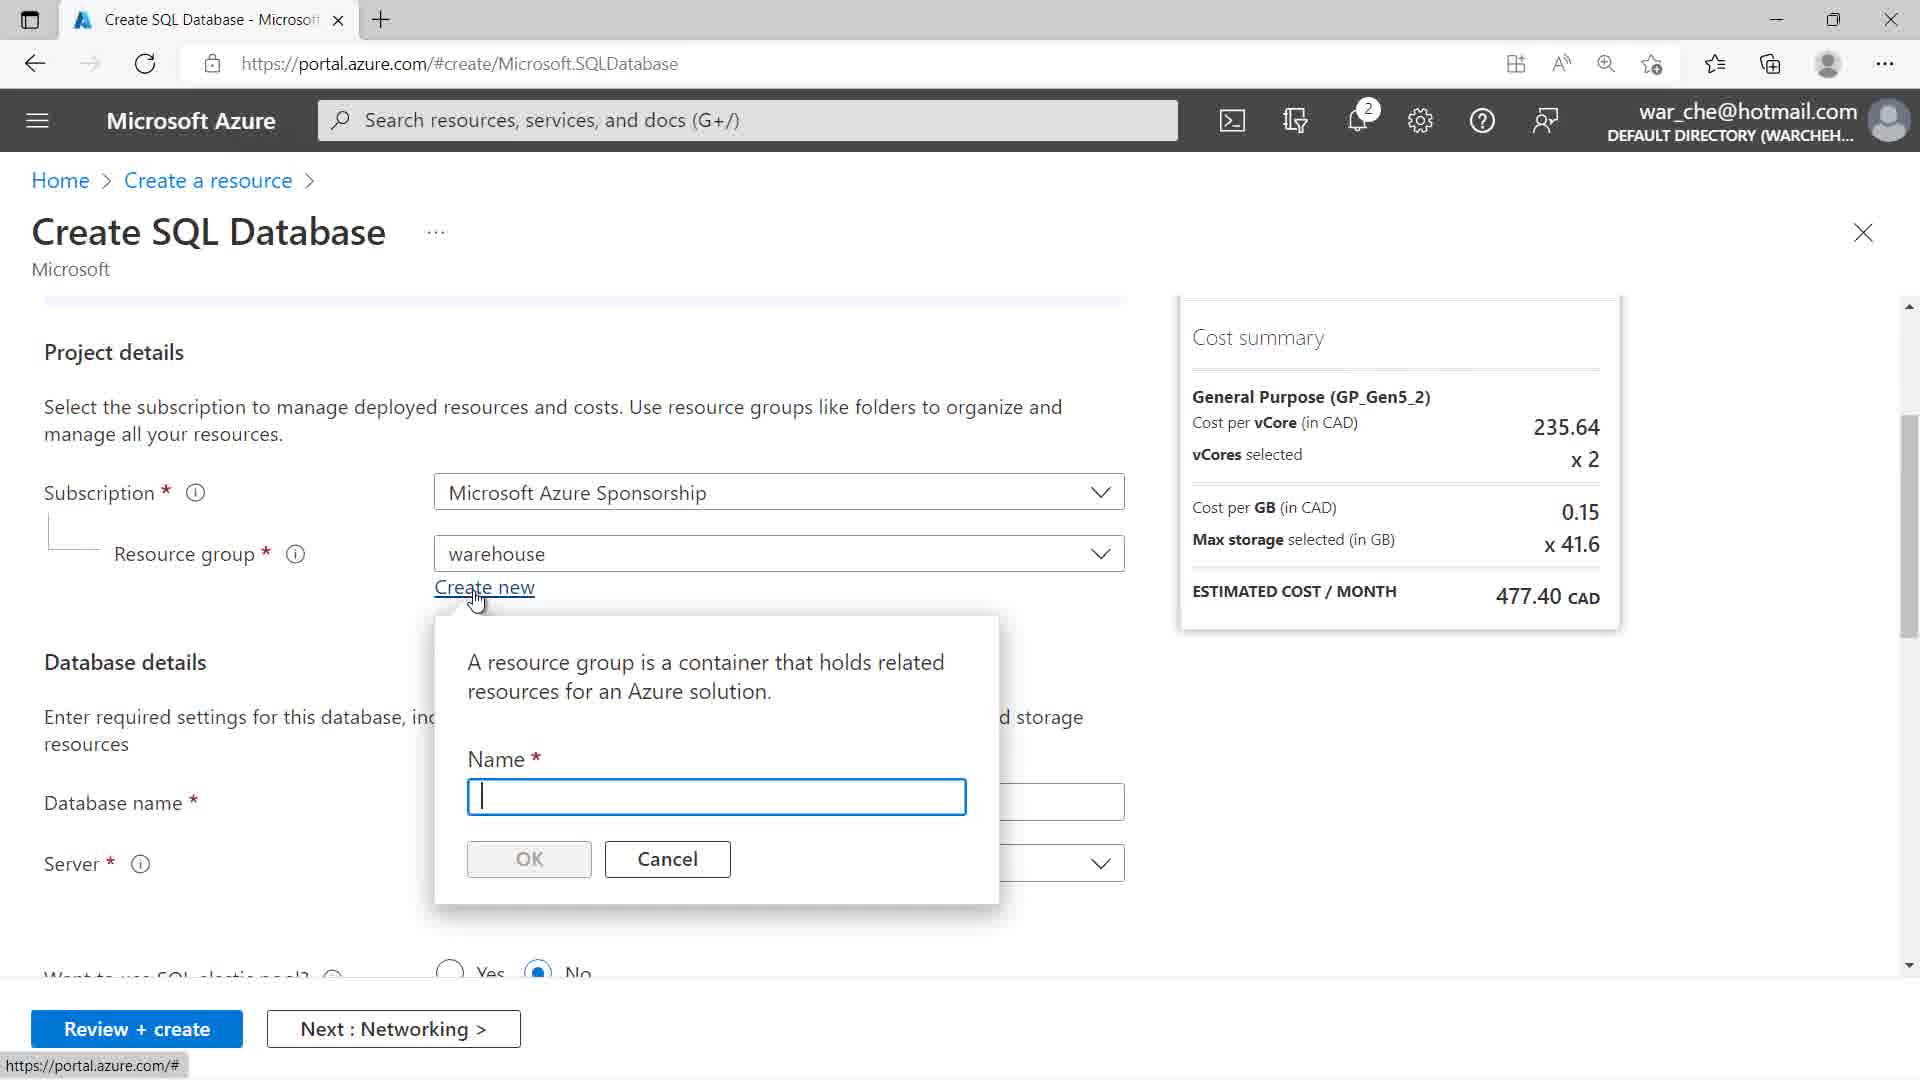 Create SQL Database - Microsoft
https://portal.azure.com/#create/Microsoft.SQLDatabase
Microsoft Azure
Search resources, services, and docs (G+/)
2
war_che@hotmail.com
DEFAULT DIRECTORY (WARCHEH...
Home > Create a resource >
Create SQL Database ...
Microsoft
Project details
Select the subscription to manage deployed resources and costs. Use resource groups like folders to organize and
manage all your resources.
Subscription *
Microsoft Azure Sponsorship
Resource group *
warehouse
Create new
A resource group is a container that holds related
resources for an Azure solution.
Name *
OK
Cancel
Database details
Enter required settings for this database, inc
d storage
resources
Database name *
Server *
Want to use SQL elastic pool?
Yes
No
Cost summary
General Purpose (GP_Gen5_2)
Cost per vCore (in CAD)
235.64
vCores selected
x 2
Cost per GB (in CAD)
0.15
Max storage selected (in GB)
x 41.6
ESTIMATED COST / MONTH
477.40 CAD
Review + create
Next : Networking >
https://portal.azure.com/#